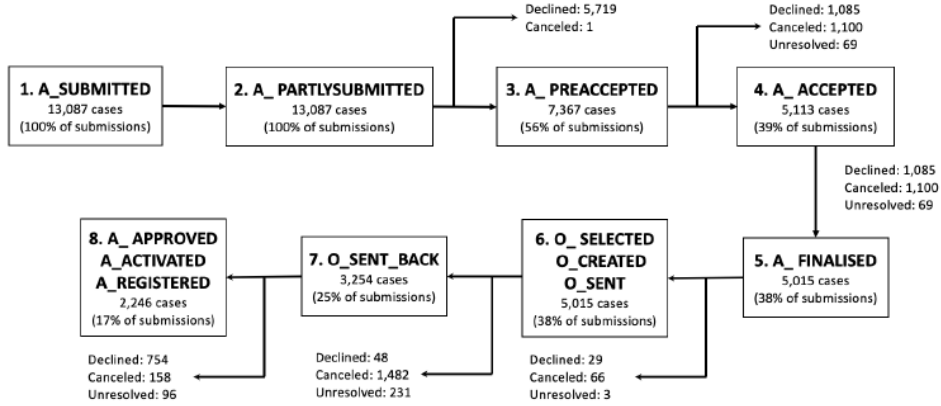 Declined: 5,719
Canceled: 1
Declined: 1,085
Canceled: 1,100
Unresolved: 69
1. A_SUBMITTED
13,087 cases
(100% of submissions)
2. A_ PARTLYSUBMITTED
13,087 cases
(100% of submissions)
3. A_ PREACCEPTED
7,367 cases
(56% of submissions)
4. A_ ACCEPTED
5,113 cases
(39% of submissions)
Declined: 1,085
Canceled: 1,100
Unresolved: 69
5. A_ FINALISED
5,015 cases
(38% of submissions)
6. O_ SELECTED
O_CREATED
O_SENT
5,015 cases
(38% of submissions)
7. O_SENT_BACK
3,254 cases
(25% of submissions)
8. A_ APPROVED
A_ACTIVATED
A_REGISTERED
2,246 cases
(17% of submissions)
Declined: 29
Canceled: 66
Unresolved: 3
Declined: 48
Canceled: 1,482
Unresolved: 231
Declined: 754
Canceled: 158
Unresolved: 96